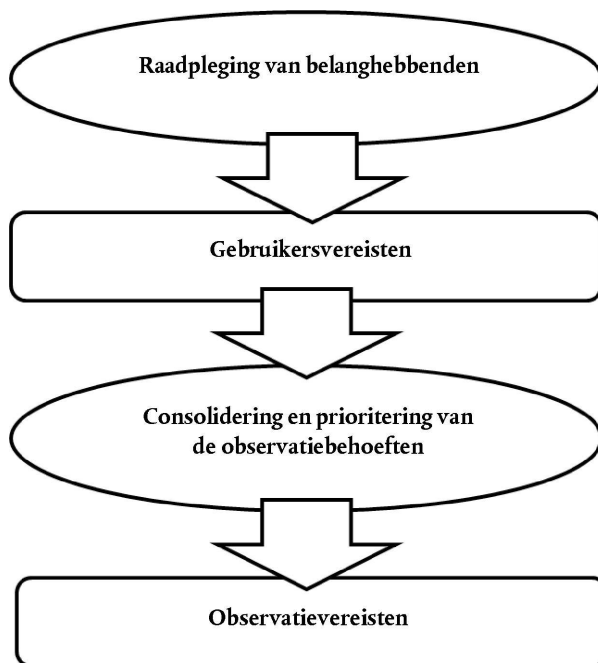 Raadpleging van belanghebbenden
Gebruikersvereisten
Consolidering en prioritering van
de observatiebehoeften
Observatievereisten